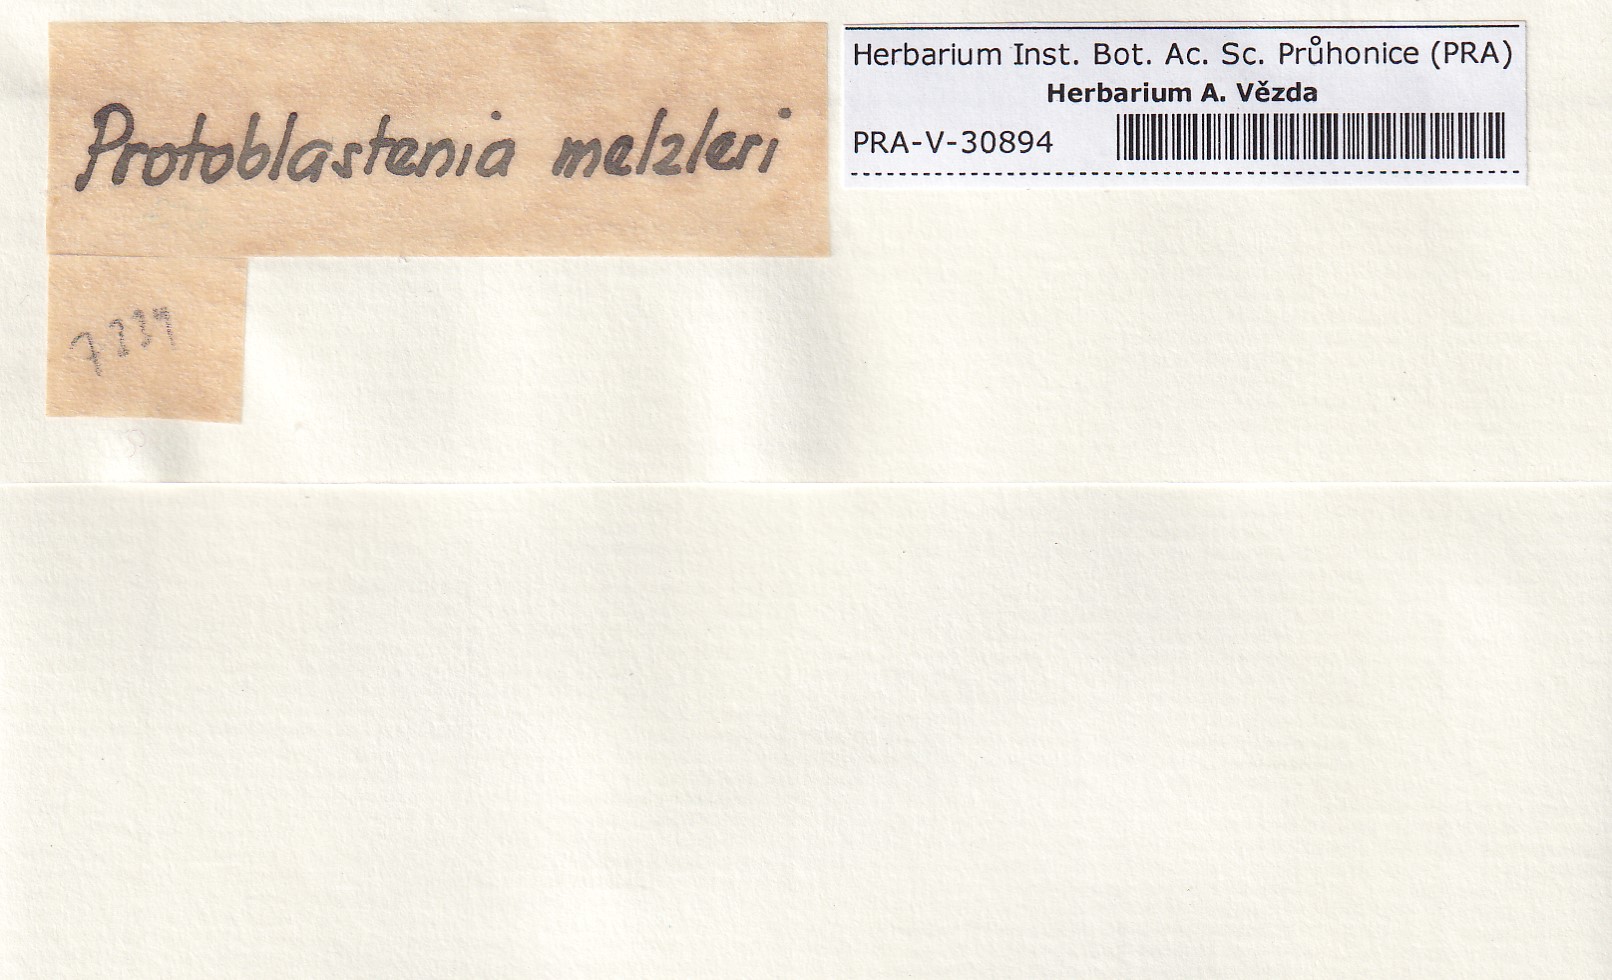 Protoblastenia melzleri
Herbarium Inst. Bot. Ac. Sc. Průhonice (PRA)
Herbarium A. Vězda
PRA-V-30894